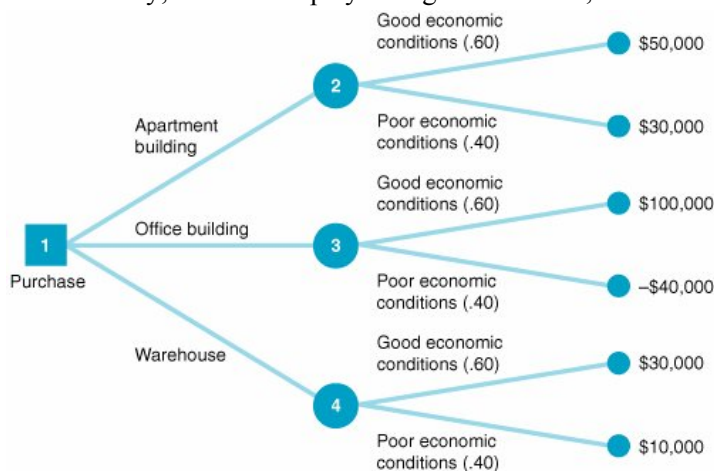 Good economic
conditions (.60)
$50,000
2
Apartment
building
Poor economic
conditions (.40)
$30,000
Good economic
conditions (.60)
$100,000
Office building
1
3
Purchase
Poor economic
conditions (.40)
–$40,000
Good economic
conditions (.60)
$30,000
Warehouse
4
Poor economic
conditions (.40)
$10,000